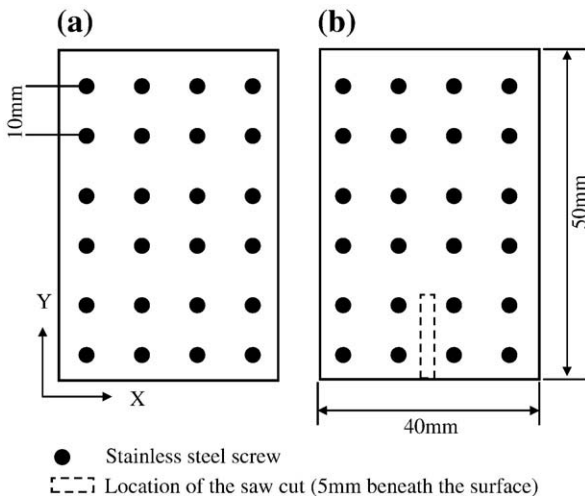 (a)
(b)
10mm
50mm
Y
X
40mm
Stainless steel screw
Location of the saw cut (5mm beneath the surface)